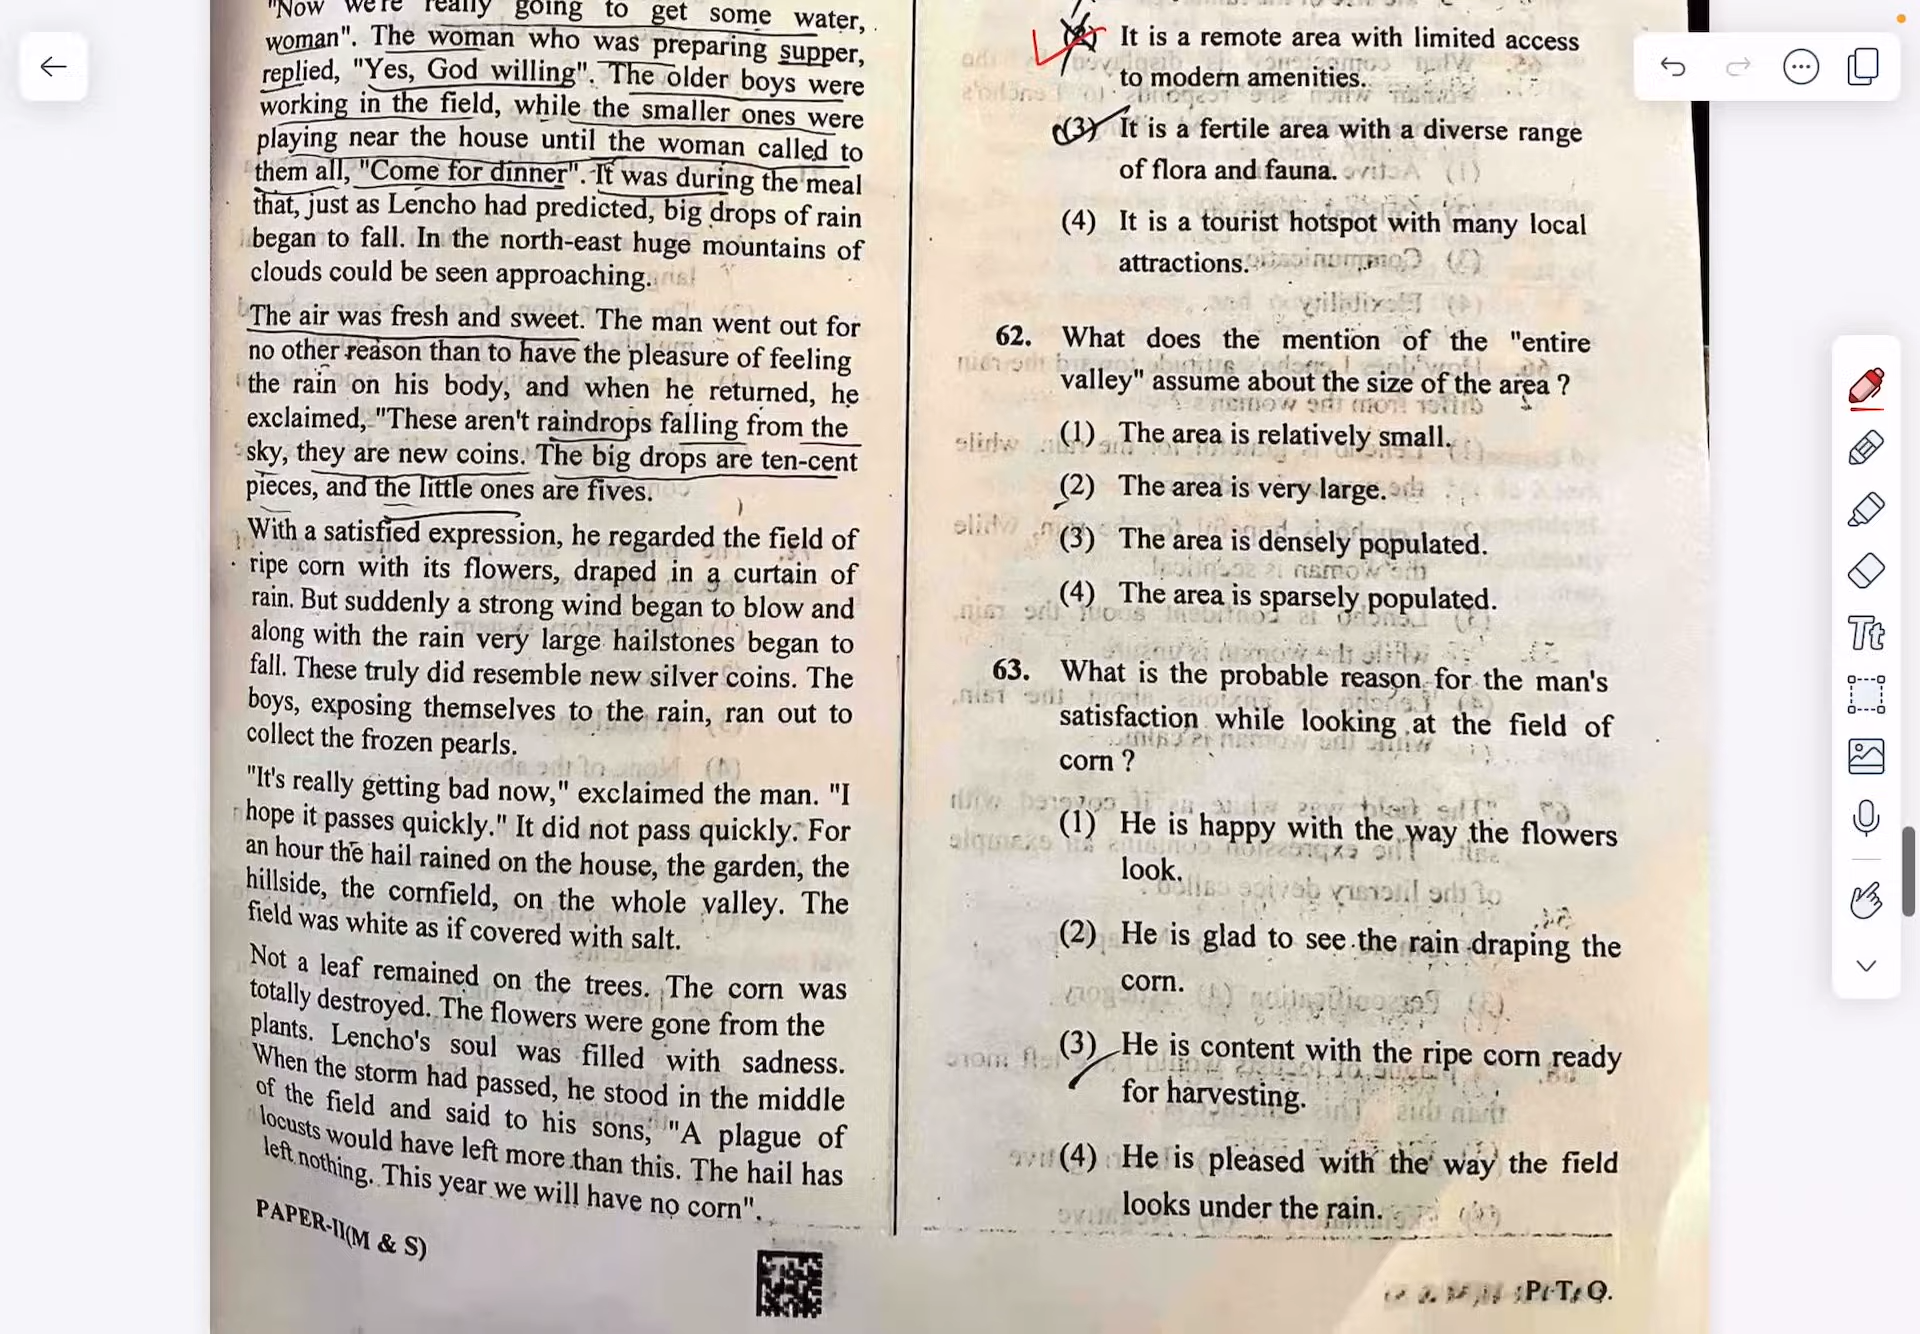 "Now we're really going to get some water,
woman". The woman who was preparing supper,
replied, "Yes, God willing". The older boys were
working in the field, while the smaller ones were
playing near the house until the woman called to
them all, "Come for dinner". It was during the meal
that, just as Lencho had predicted, big drops of rain
began to fall. In the north-east huge mountains of
clouds could be seen approaching.
The air was fresh and sweet. The man went out for
no other reason than to have the pleasure of feeling
the rain on his body, and when he returned, he
exclaimed, "These aren't raindrops falling from the
sky, they are new coins. The big drops are ten-cent
pieces, and the little ones are fives.
With a satisfied expression, he regarded the field of
ripe corn with its flowers, draped in a curtain of
rain. But suddenly a strong wind began to blow and
along with the rain very large hailstones began to
fall. These truly did resemble new silver coins. The
boys, exposing themselves to the rain, ran out to
collect the frozen pearls.
"It's really getting bad now," exclaimed the man. "I
hope it passes quickly." It did not pass quickly. For
an hour the hail rained on the house, the garden, the
hillside, the cornfield, on the whole valley. The
field was white as if covered with salt.
Not a leaf remained on the trees. The corn was
totally destroyed. The flowers were gone from the
plants. Lencho's soul was filled with sadness.
When the storm had passed, he stood in the middle
of the field and said to his sons, "A plague of
locusts would have left more than this. The hail has
left nothing. This year we will have no corn".
PAPER-II(M & S)
It is a remote area with limited access
to modern amenities.
(3) It is a fertile area with a diverse range
of flora and fauna.
(4) It is a tourist hotspot with many local
attractions.
62. What does the mention of the "entire
valley" assume about the size of the area ?
(1) The area is relatively small.
(2) The area is very large.
(3) The area is densely populated.
(4) The area is sparsely populated.
63. What is the probable reason for the man's
satisfaction while looking at the field of
corn ?
(1) He is happy with the way the flowers
look.
(2) He is glad to see the rain draping the
corn.
(3) He is content with the ripe corn ready
for harvesting.
(4) He is pleased with the way the field
looks under the rain.
P.T.O.
Tt